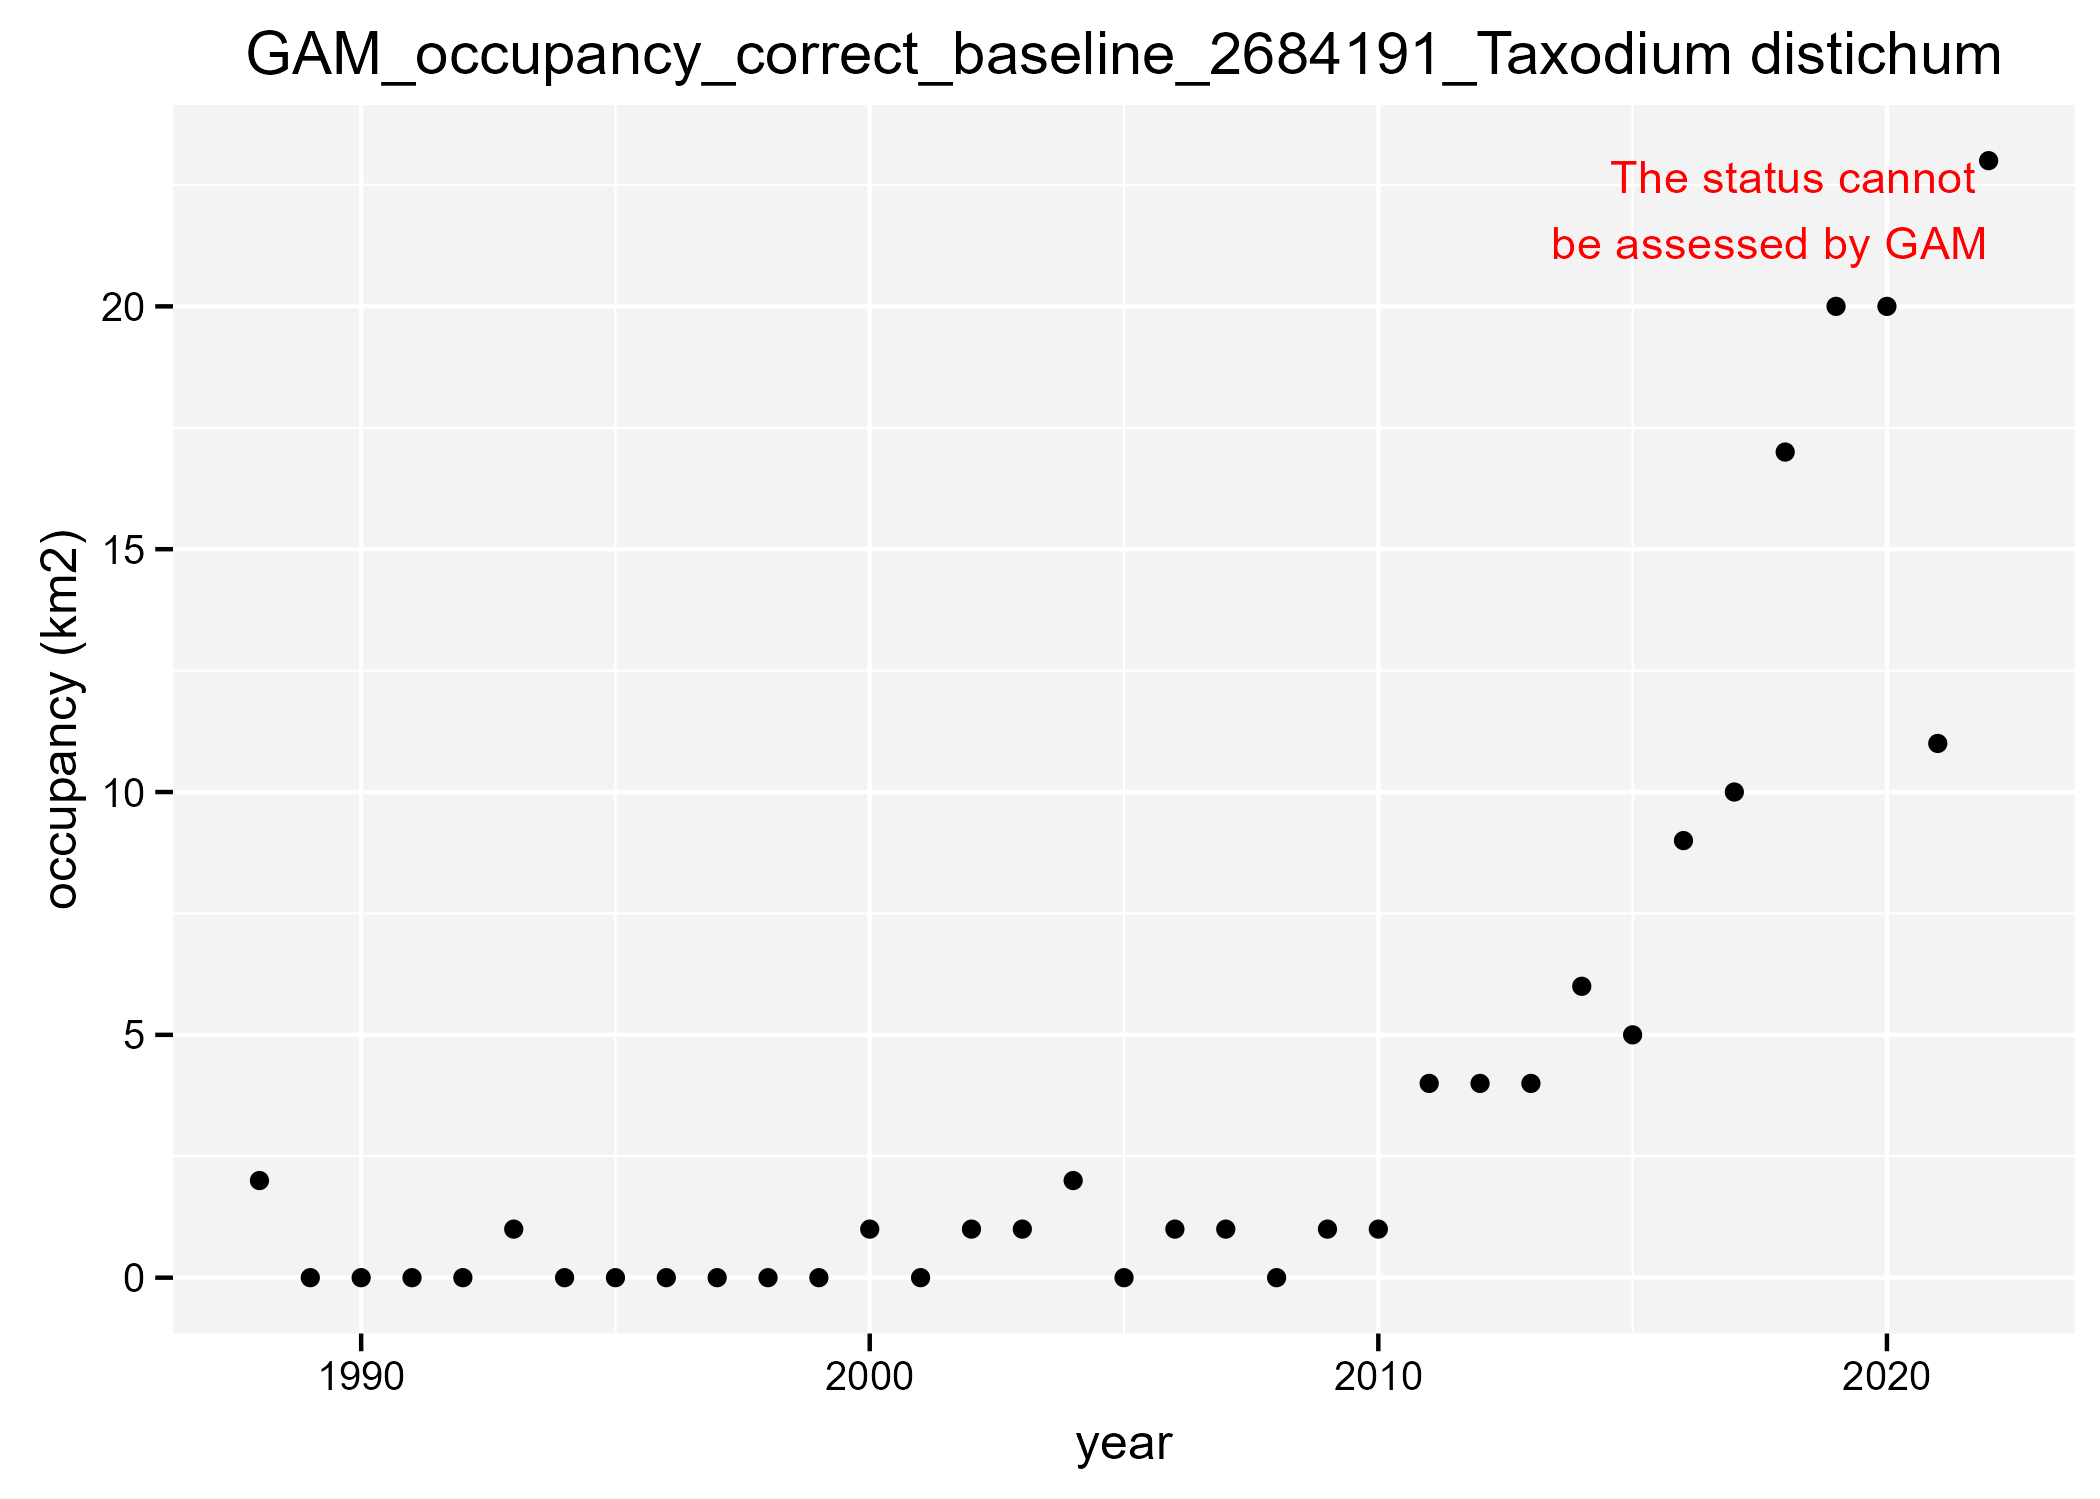 GAM_occupancy_correct_baseline_2684191_Taxodium distichum
The status cannot
be assessed by GAM
occupancy (km2)
20
15
10
5
0
1990
2000
2010
2020
year